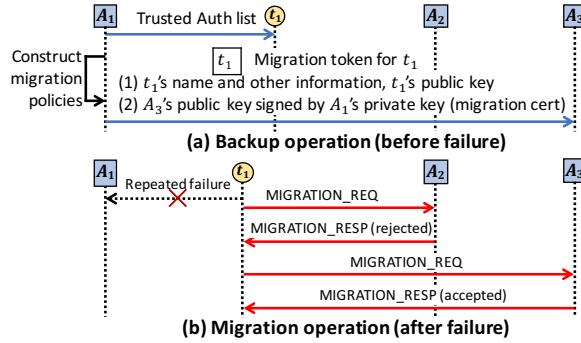 A₁ t₁ A₂ A₃
Trusted Auth list
Construct
migration
policies
t₁ Migration token for t₁
(1) t₁'s name and other information, t₁'s public key
(2) A₃'s public key signed by A₁'s private key (migration cert)
(a) Backup operation (before failure)
A₁ t₁ A₂ A₃
Repeated failure
MIGRATION_REQ
MIGRATION_RESP (rejected)
MIGRATION_REQ
MIGRATION_RESP (accepted)
(b) Migration operation (after failure)